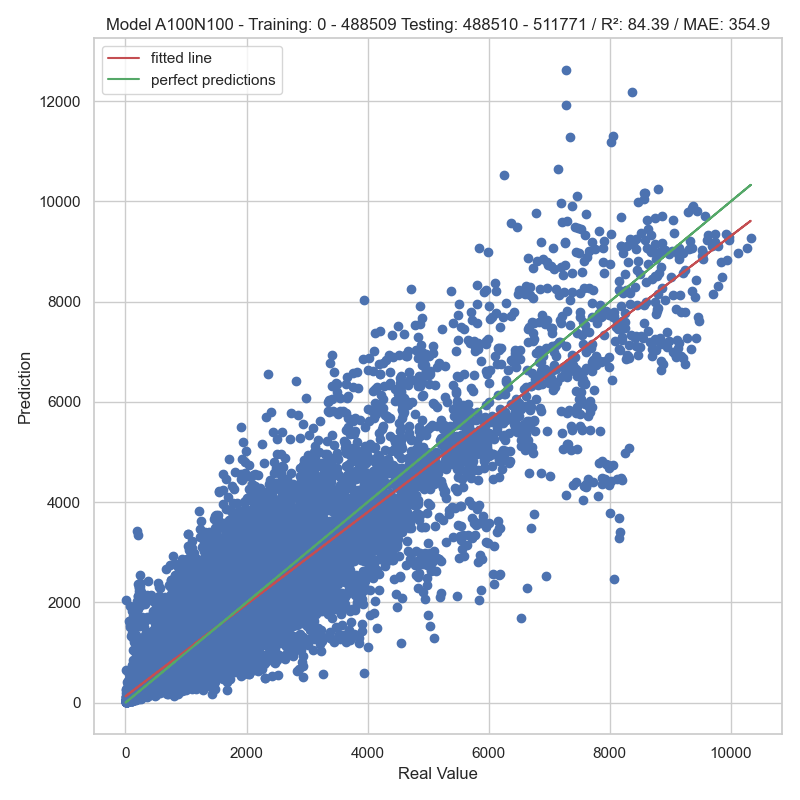 Model A100N100 - Training: 0 - 488509 Testing: 488510 - 511771 / R²: 84.39 / MAE: 354.9
fitted line
perfect predictions
12000
10000
8000
6000
4000
2000
0
Prediction
0 2000 4000 6000 8000 10000
Real Value